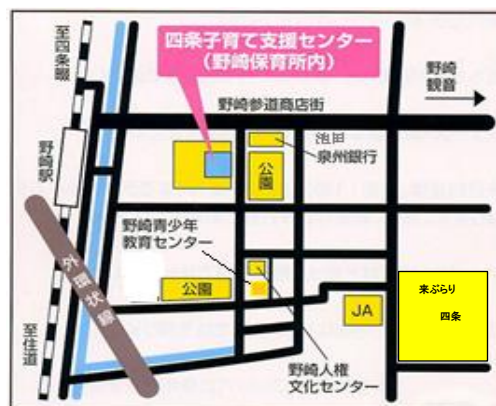 四条子育て支援センター
(野崎保育所内)
至四条畷
野崎
観音
野崎参道商店街
池田
泉州銀行
野崎駅
公園
野崎青少年
教育センター
外環状線
公園
JA
来ぶらり
四条
至住道
野崎人権
文化センター